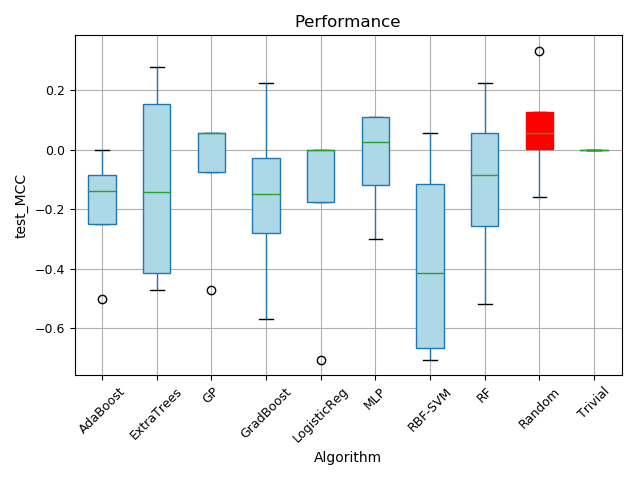 Performance
test_MCC
0.2
0.0
−0.2
−0.4
−0.6
AdaBoost
ExtraTrees
GP
GradBoost
LogisticReg
MLP
RBF-SVM
RF
Random
Trivial
Algorithm